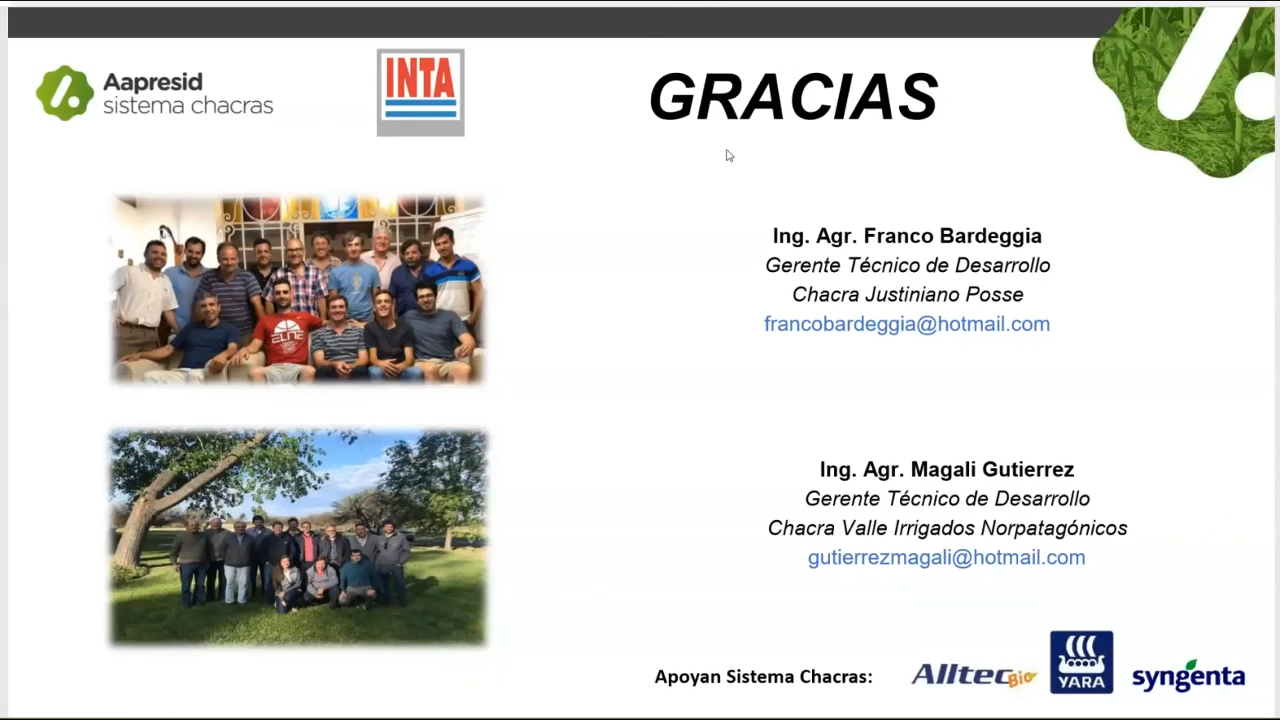 Aapresid
sistema chacras
INTA
GRACIAS
ELITE
Ing. Agr. Franco Bardeggia
Gerente Técnico de Desarrollo
Chacra Justiniano Posse
francobardeggia@hotmail.com
Ing. Agr. Magali Gutierrez
Gerente Técnico de Desarrollo
Chacra Valle Irrigados Norpatagónicos
gutierrezmagali@hotmail.com
Apoyan Sistema Chacras:
Alltec Bio
YARA
syngenta